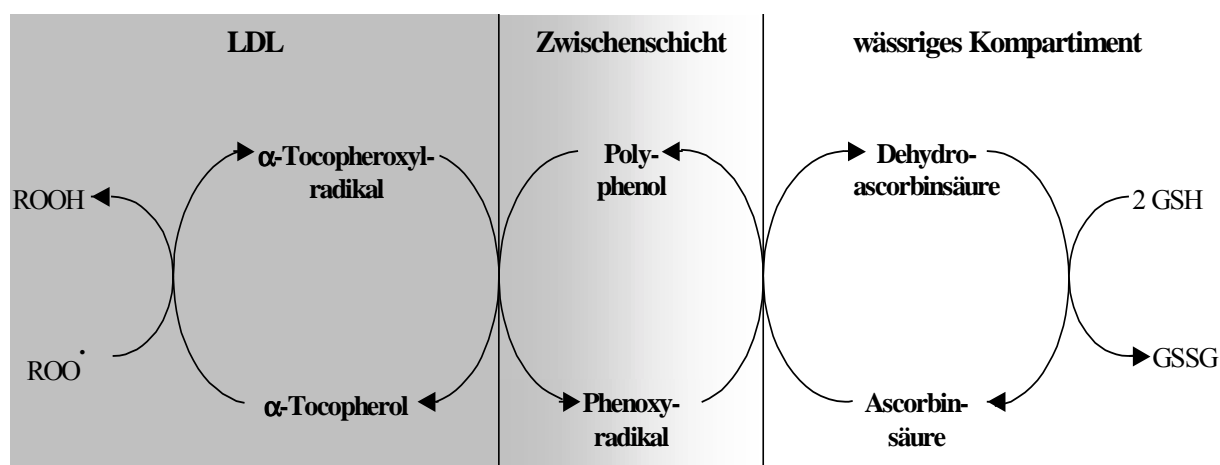 LDL
Zwischenschicht
wässriges Kompartiment
α-Tocopheroxyl-
radikal
Poly-
phenol
Dehydro-
ascorbinsäure
ROOH
2 GSH
ROO˙
GSSG
α-Tocopherol
Phenoxy-
radikal
Ascorbin-
säure